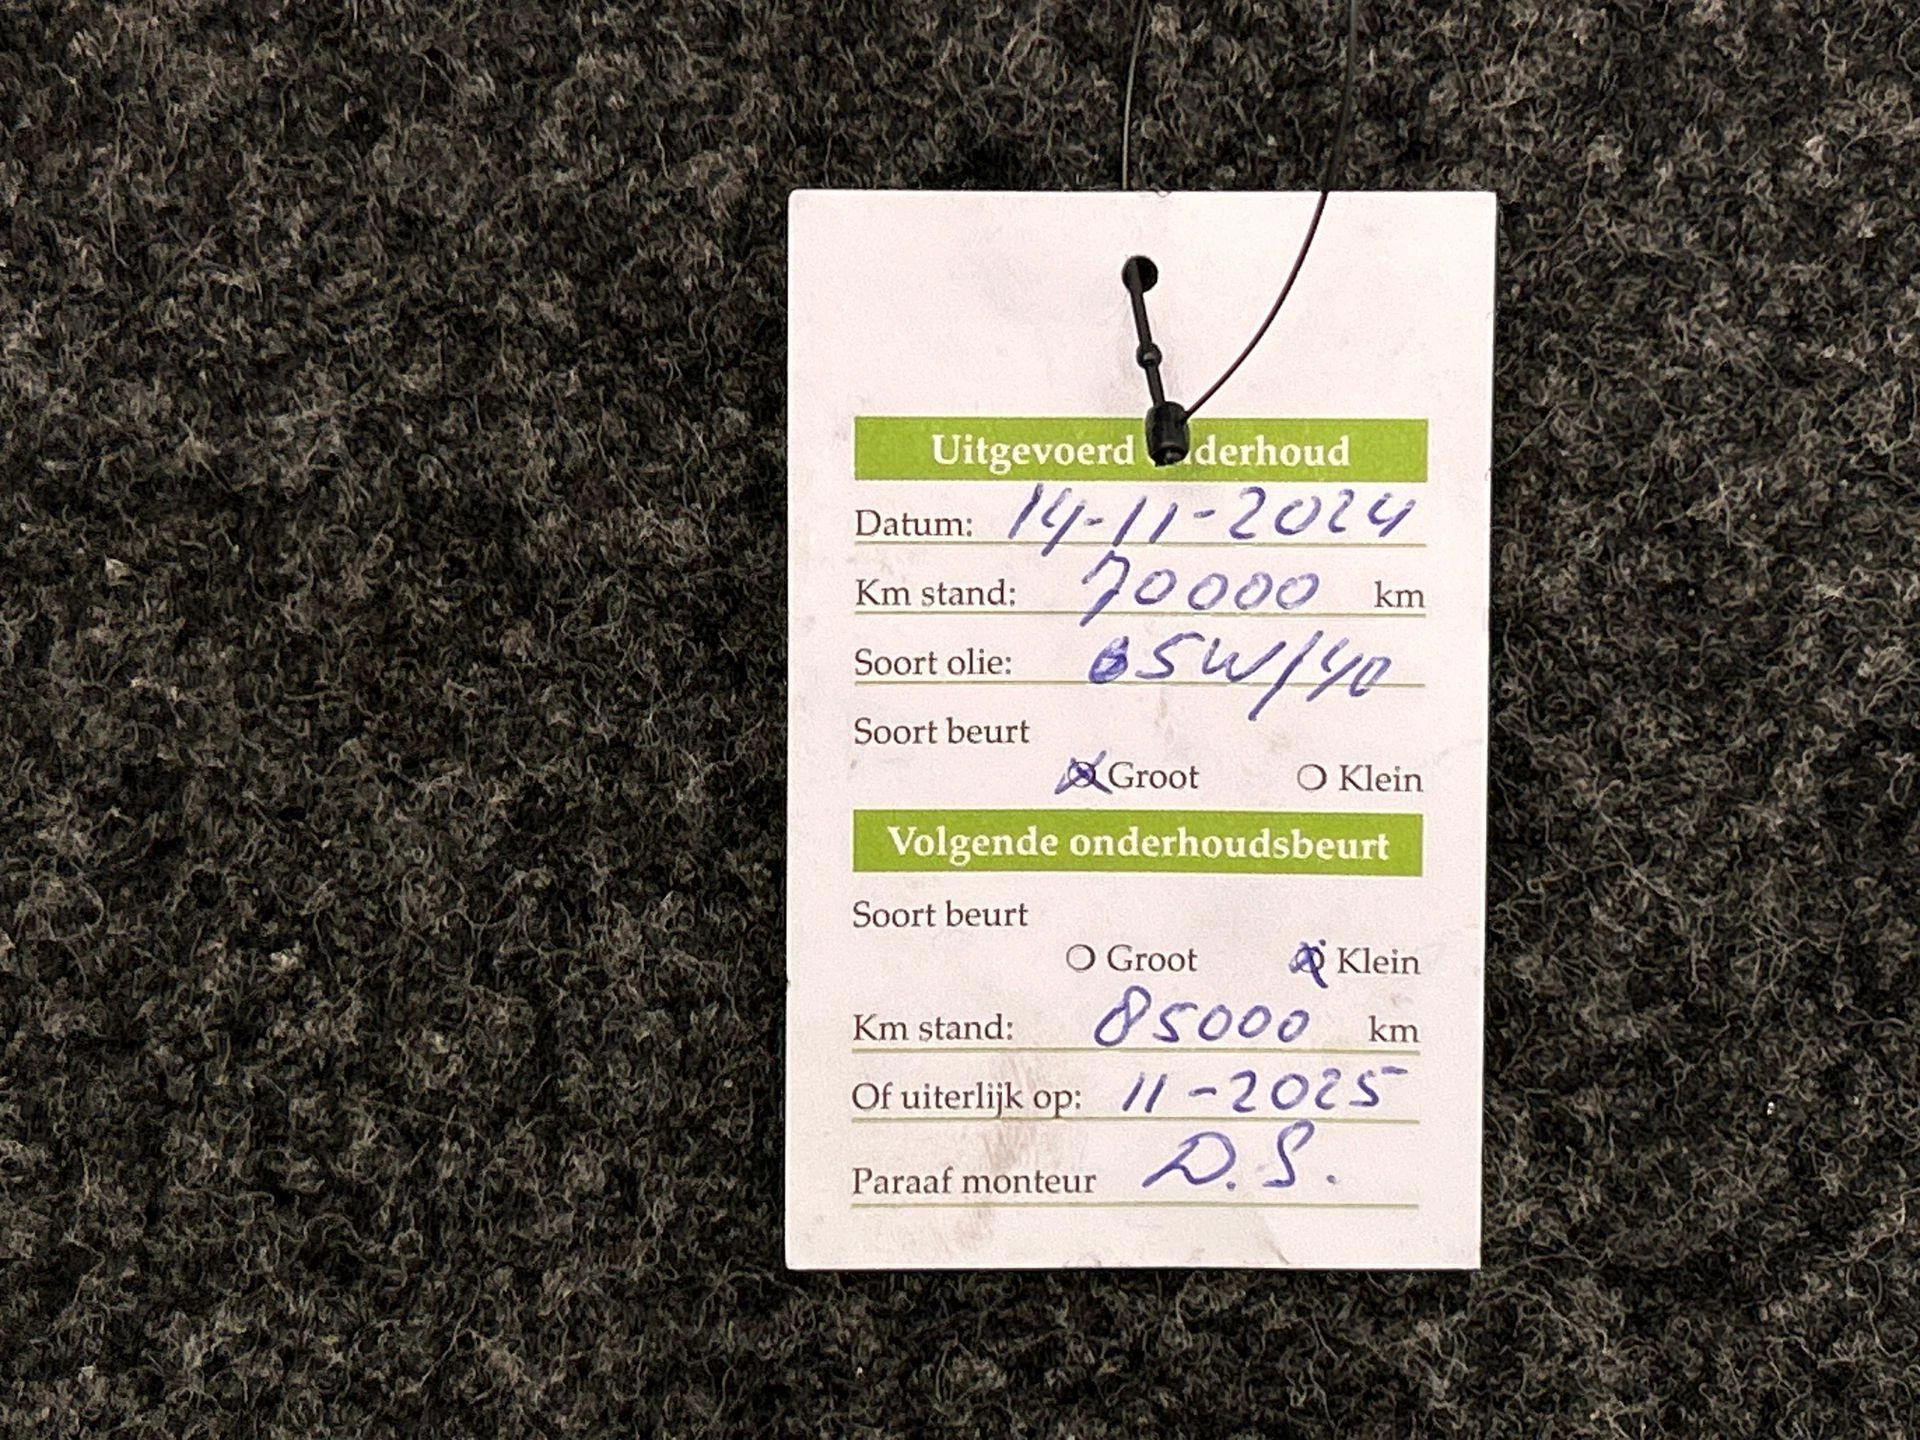 Uitgevoerd onderhoud
Datum: 14-11-2024
Km stand: 70000 km
Soort olie: 5W/40
Soort beurt
Groot Klein
Volgende onderhoudsbeurt
Soort beurt
Groot Klein
Km stand: 85000 km
Of uiterlijk op: 11-2025
Paraaf monteur D.S.